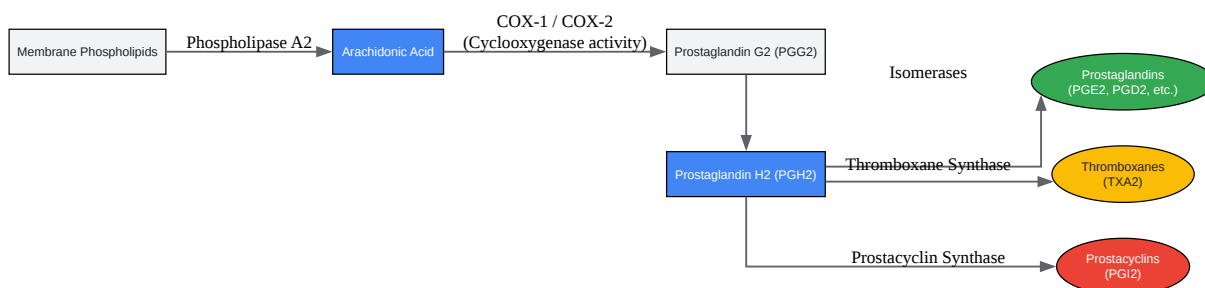 Membrane Phospholipids
Phospholipase A2
Arachidonic Acid
COX-1 / COX-2
(Cyclooxygenase activity)
Prostaglandin G2 (PGG2)
Isomerases
Prostaglandins
(PGE2, PGD2, etc.)
Prostaglandin H2 (PGH2)
Thromboxane Synthase
Thromboxanes
(TXA2)
Prostacyclin Synthase
Prostacyclins
(PGI2)